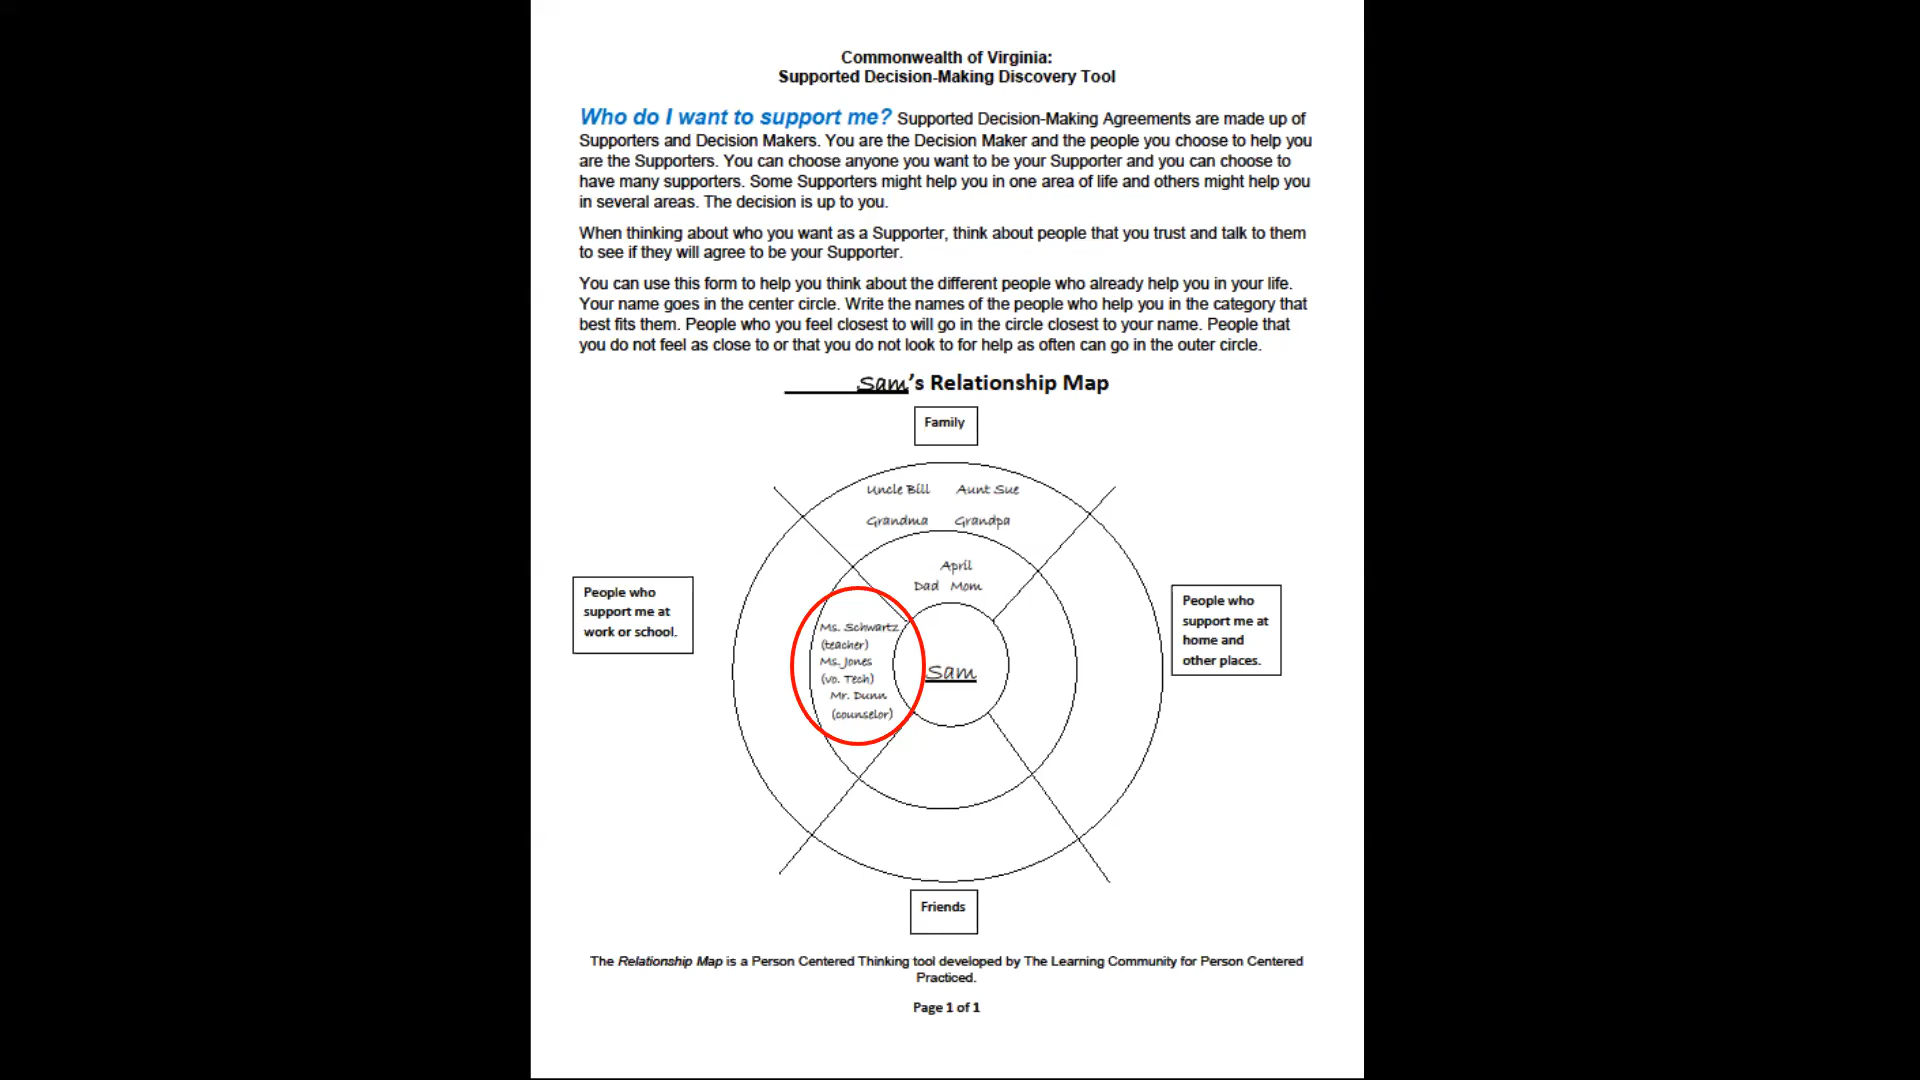 Commonwealth of Virginia:
Supported Decision-Making Discovery Tool
Who do I want to support me? Supported Decision-Making Agreements are made up of
Supporters and Decision Makers. You are the Decision Maker and the people you choose to help you
are the Supporters. You can choose anyone you want to be your Supporter and you can choose to
have many supporters. Some Supporters might help you in one area of life and others might help you
in several areas. The decision is up to you.
When thinking about who you want as a Supporter, think about people that you trust and talk to them
to see if they will agree to be your Supporter.
You can use this form to help you think about the different people who already help you in your life.
Your name goes in the center circle. Write the names of the people who help you in the category that
best fits them. People who you feel closest to will go in the circle closest to your name. People that
you do not feel as close to or that you do not look to for help as often can go in the outer circle.
Sam's Relationship Map
Family
Uncle Bill Aunt Sue
Grandma Grandpa
April
Dad Mom
People who
support me at
work or school.
Ms. Schwartz
(teacher)
Ms. Jones
(vo. Tech)
Mr. Dunn
(counselor)
Sam
People who
support me at
home and
other places.
Friends
The Relationship Map is a Person Centered Thinking tool developed by The Learning Community for Person Centered
Practiced.
Page 1 of 1